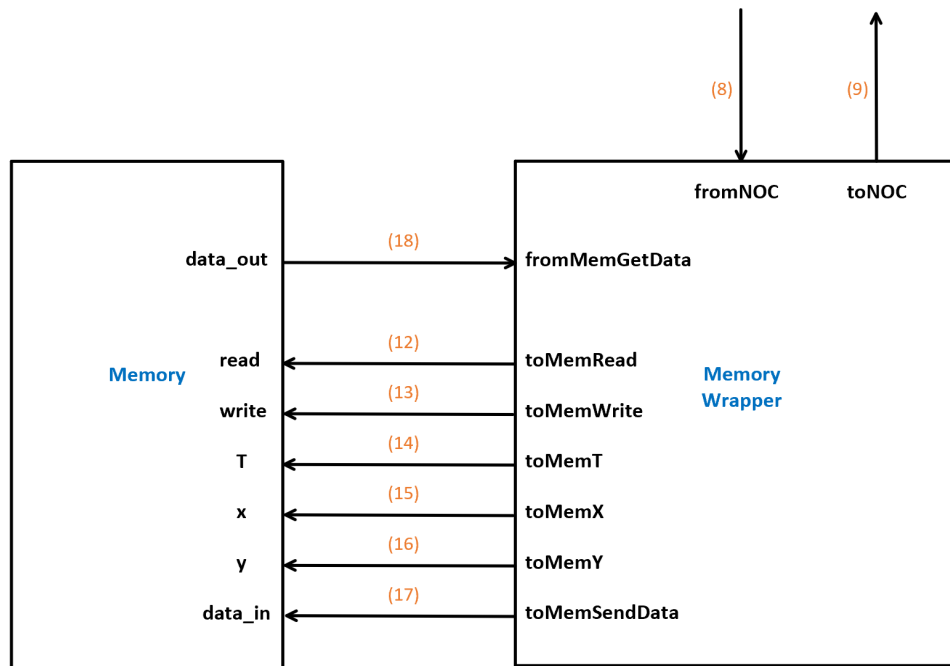 (8)
(9)
fromNOC
toNOC
data_out
(18)
fromMemGetData
read
(12)
toMemRead
Memory
Memory
Wrapper
write
(13)
toMemWrite
T
(14)
toMemT
x
(15)
toMemX
y
(16)
toMemY
data_in
(17)
toMemSendData